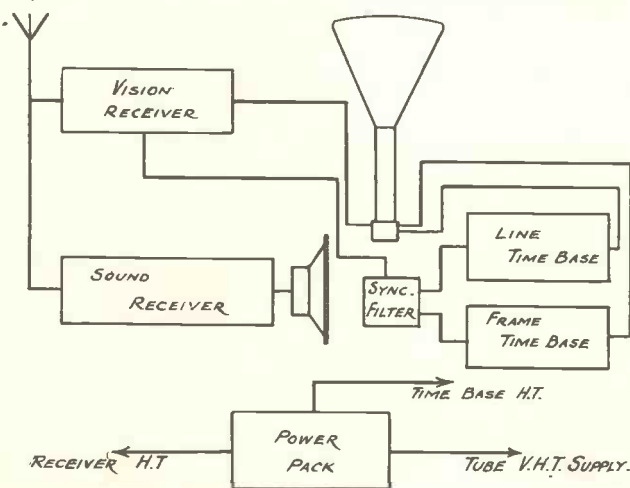 VISION
RECEIVER
LINE
TIME BASE
SOUND
RECEIVER
SYNC.
FILTER
FRAME
TIME BASE
TIME BASE H.T.
POWER
PACK
RECEIVER H.T
TUBE V.H.T. SUPPLY.